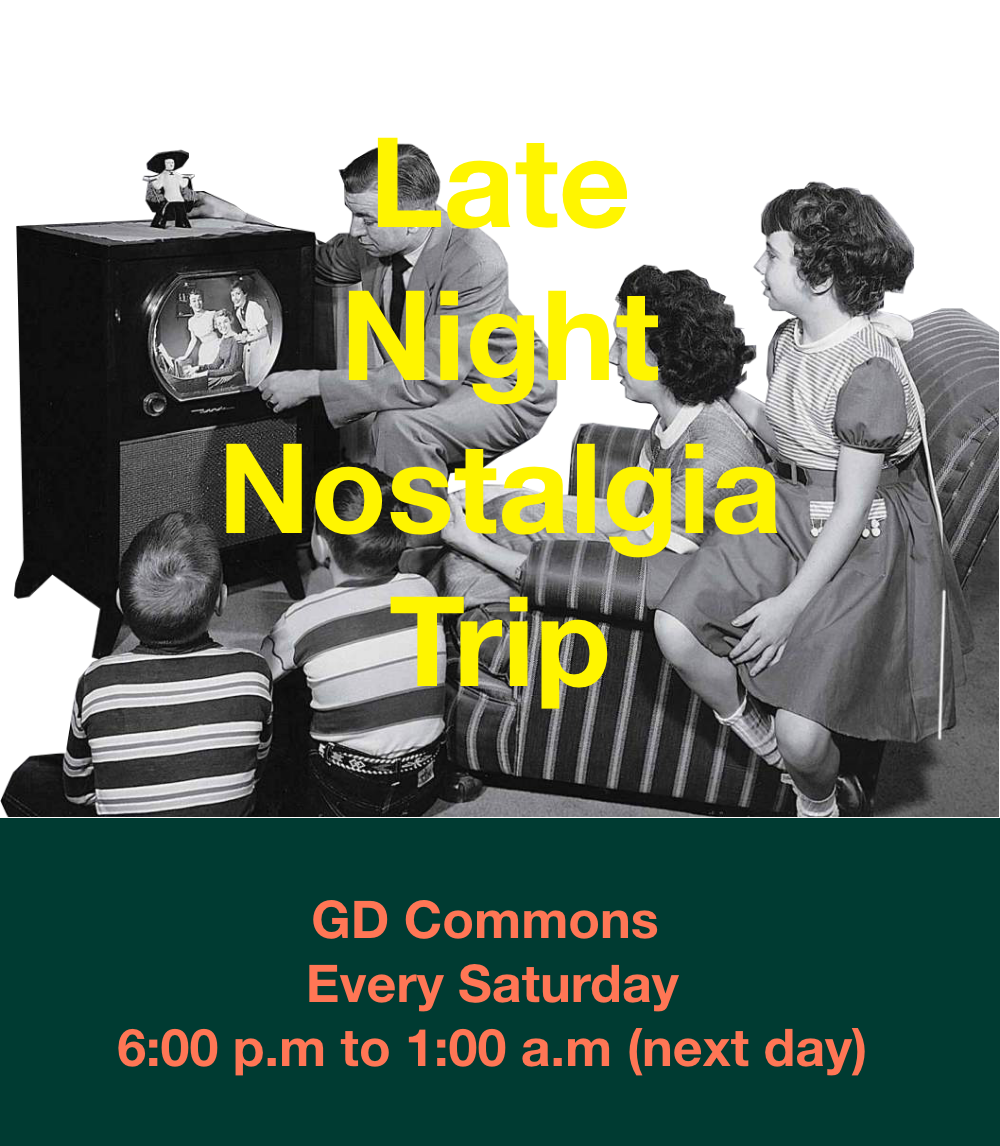 Late
Night
Nostalgia
Trip
GD Commons
Every Saturday
6:00 p.m to 1:00 a.m (next day)